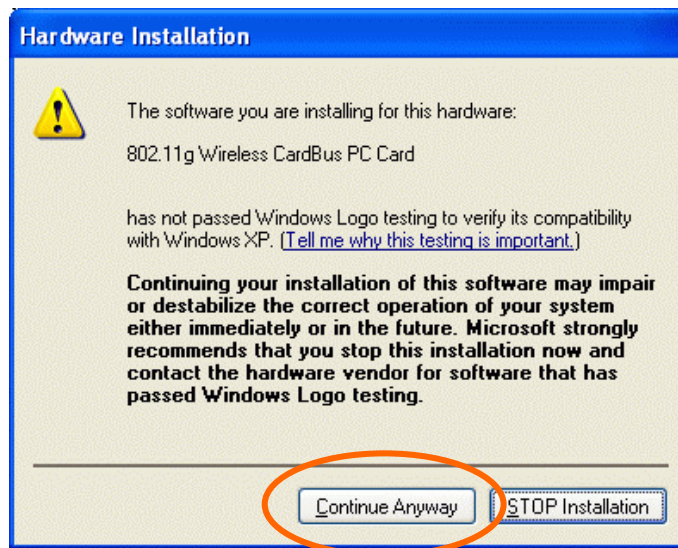 Hardware Installation
The software you are installing for this hardware:
802.11g Wireless CardBus PC Card
has not passed Windows Logo testing to verify its compatibility
with Windows XP. (Tell me why this testing is important.)
Continuing your installation of this software may impair
or destabilize the correct operation of your system
either immediately or in the future. Microsoft strongly
recommends that you stop this installation now and
contact the hardware vendor for software that has
passed Windows Logo testing.
Continue Anyway
STOP Installation